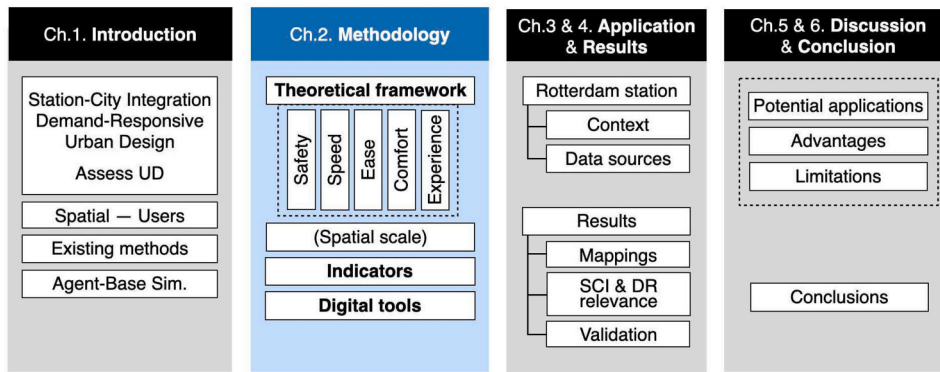 Ch.1. Introduction
Station-City Integration
Demand-Responsive
Urban Design
Assess UD
Spatial — Users
Existing methods
Agent-Base Sim.
Ch.2. Methodology
Theoretical framework
Safety
Speed
Ease
Comfort
Experience
(Spatial scale)
Indicators
Digital tools
Ch.3 & 4. Application
& Results
Rotterdam station
Context
Data sources
Results
Mappings
SCI & DR
relevance
Validation
Ch.5 & 6. Discussion
& Conclusion
Potential applications
Advantages
Limitations
Conclusions